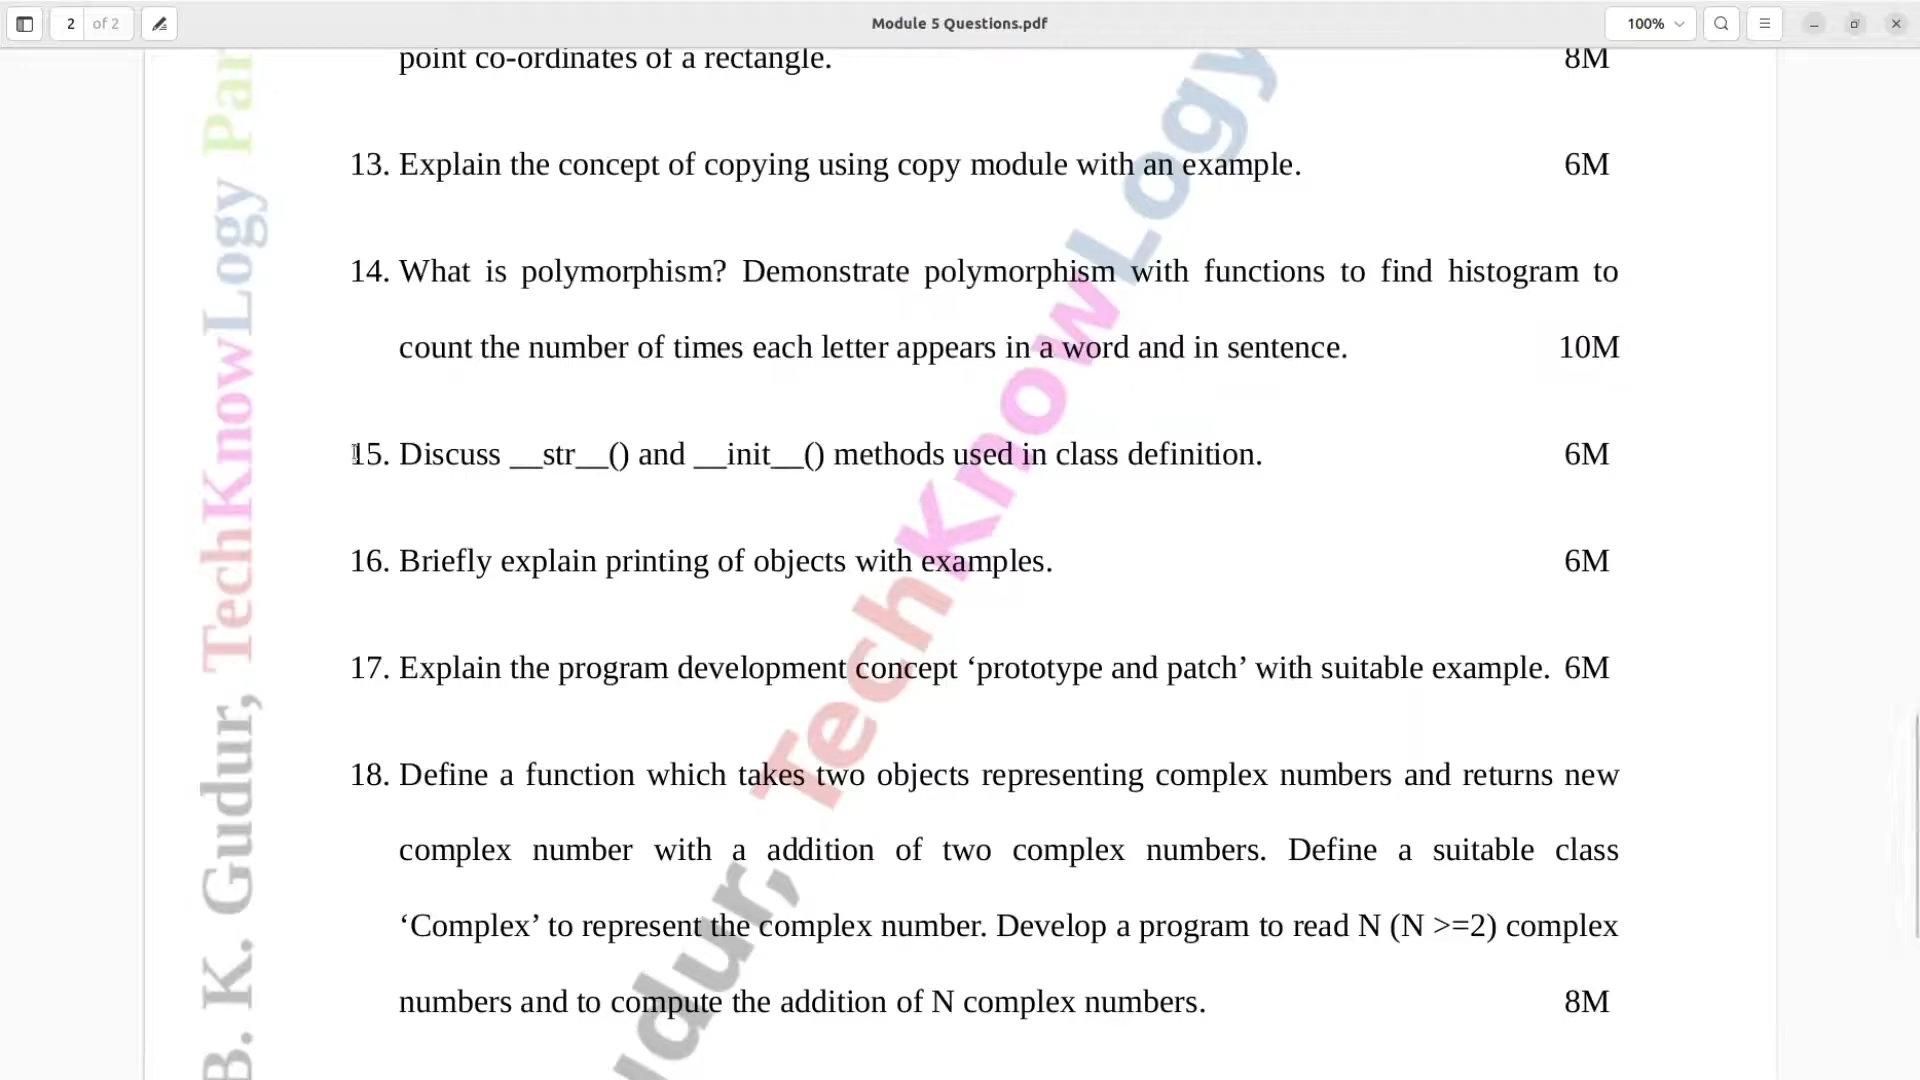 2 of 2
Module 5 Questions.pdf
100%
point co-ordinates of a rectangle. 8M
13. Explain the concept of copying using copy module with an example. 6M
14. What is polymorphism? Demonstrate polymorphism with functions to find histogram to
count the number of times each letter appears in a word and in sentence. 10M
15. Discuss __str__() and __init__() methods used in class definition. 6M
16. Briefly explain printing of objects with examples. 6M
17. Explain the program development concept ‘prototype and patch’ with suitable example. 6M
18. Define a function which takes two objects representing complex numbers and returns new
complex number with a addition of two complex numbers. Define a suitable class
‘Complex’ to represent the complex number. Develop a program to read N (N >=2) complex
numbers and to compute the addition of N complex numbers. 8M
B. K. Gudur, TechKnowLogy
TechKnowLogy